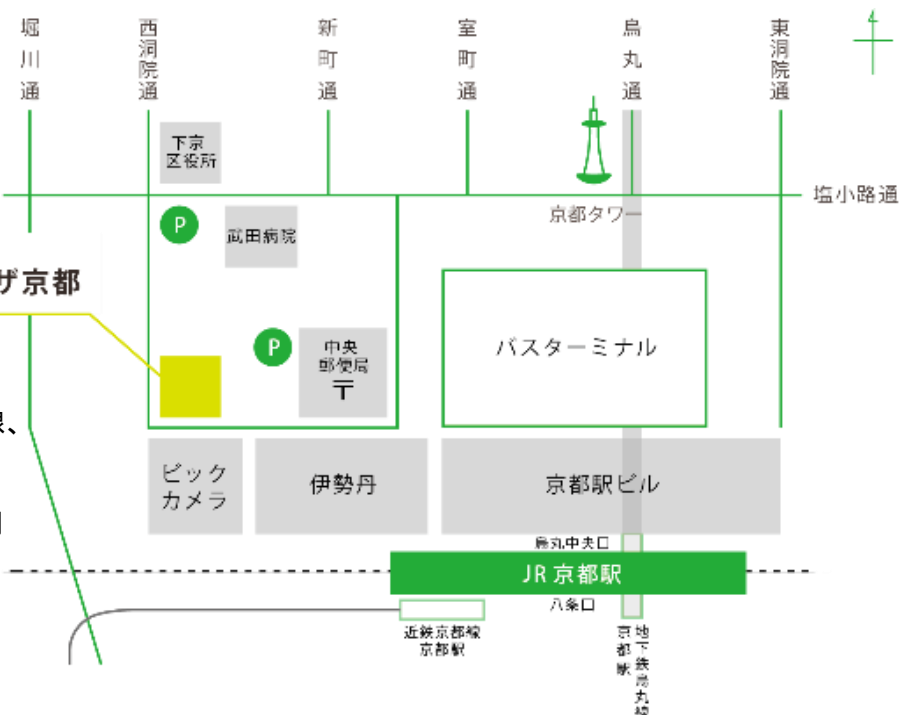 堀川通
西洞院通
新町通
室町通
烏丸通
東洞院通
下京
区役所
塩小路通
京都タワー
P
武田病院
ザ京都
バスターミナル
P
中央
郵便局
〒
ビック
カメラ
伊勢丹
京都駅ビル
烏丸中央口
JR 京都駅
八条口
近鉄京都線
京都駅
地下鉄烏丸線
京都駅